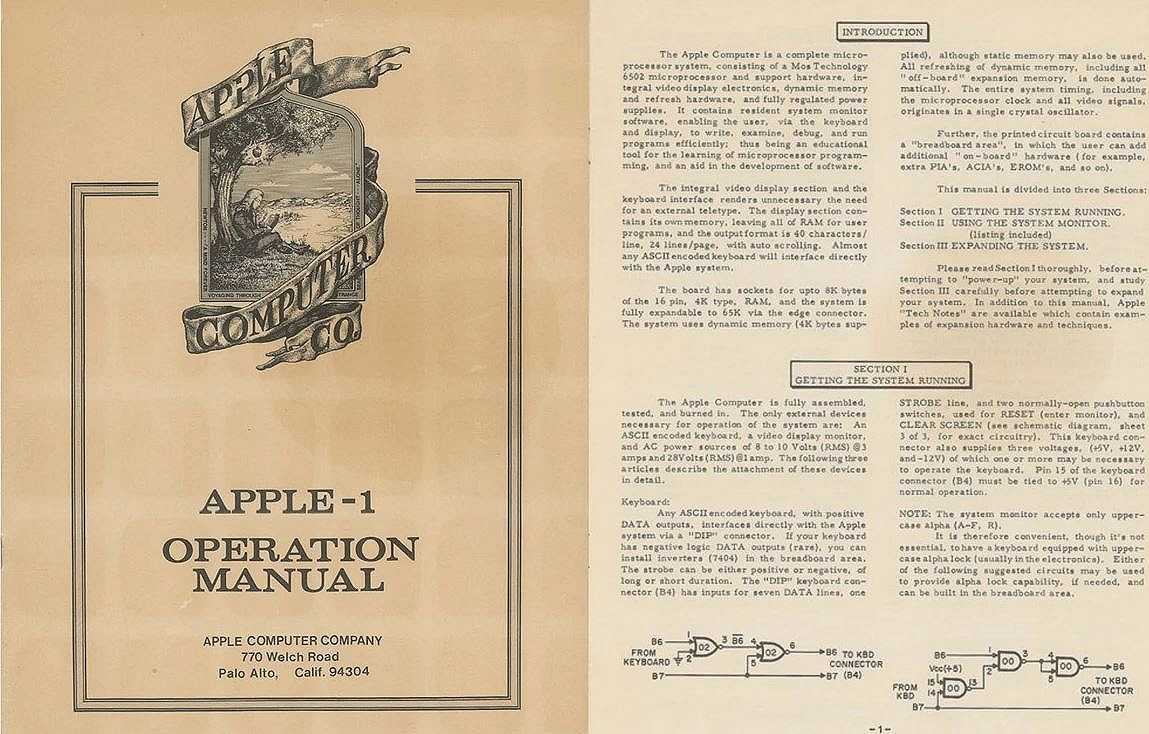 APPLE
COMPUTER
CO.
NEWTON
VOYAGING THROUGH
STRANGE
THOUGHT
ALONE
APPLE-1
OPERATION
MANUAL
APPLE COMPUTER COMPANY
770 Welch Road
Palo Alto, Calif. 94304
INTRODUCTION
The Apple Computer is a complete micro-
processor system, consisting of a Mos Technology
6502 microprocessor and support hardware, in-
tegral video display electronics, dynamic memory
and refresh hardware, and fully regulated power
supplies. It contains resident system monitor
software, enabling the user, via the keyboard
and display, to write, examine, debug, and run
programs efficiently; thus being an educational
tool for the learning of microprocessor program-
ming, and an aid in the development of software.
The integral video display section and the
keyboard interface renders unnecessary the need
for an external teletype. The display section con-
tains its own memory, leaving all of RAM for user
programs, and the output format is 40 characters/
line, 24 lines/page, with auto scrolling. Almost
any ASCII encoded keyboard will interface directly
with the Apple system.
The board has sockets for upto 8K bytes
of the 16 pin, 4K type, RAM, and the system is
fully expandable to 65K via the edge connector.
The system uses dynamic memory (4K bytes sup-
plied), although static memory may also be used.
All refreshing of dynamic memory, including all
"off-board" expansion memory, is done auto-
matically. The entire system timing, including
the microprocessor clock and all video signals,
originates in a single crystal oscillator.
Further, the printed circuit board contains
a "breadboard area", in which the user can add
additional "on-board" hardware (for example,
extra PIA's, ACIA's, EROM's, and so on).
This manual is divided into three Sections:
Section I GETTING THE SYSTEM RUNNING.
Section II USING THE SYSTEM MONITOR.
(listing included)
Section III EXPANDING THE SYSTEM.
Please read Section I thoroughly, before at-
tempting to "power-up" your system, and study
Section III carefully before attempting to expand
your system. In addition to this manual, Apple
"Tech Notes" are available which contain exam-
ples of expansion hardware and techniques.
SECTION I
GETTING THE SYSTEM RUNNING
The Apple Computer is fully assembled,
tested, and burned in. The only external devices
necessary for operation of the system are: An
ASCII encoded keyboard, a video display monitor,
and AC power sources of 8 to 10 Volts (RMS) @3
amps and 28 Volts (RMS) @1 amp. The following three
articles describe the attachment of these devices
in detail.
Keyboard:
Any ASCII encoded keyboard, with positive
DATA outputs, interfaces directly with the Apple
system via a "DIP" connector. If your keyboard
has negative logic DATA outputs (rare), you can
install inverters (7404) in the breadboard area.
The strobe can be either positive or negative, of
long or short duration. The "DIP" keyboard con-
nector (B4) has inputs for seven DATA lines, one
STROBE line, and two normally-open pushbutton
switches, used for RESET (enter monitor), and
CLEAR SCREEN (see schematic diagram, sheet
3 of 3, for exact circuitry). This keyboard con-
nector also supplies three voltages, (+5V, +12V,
and -12V) of which one or more may be necessary
to operate the keyboard. Pin 15 of the keyboard
connector (B4) must be tied to +5V (pin 16) for
normal operation.
NOTE: The system monitor accepts only upper-
case alpha (A-F, R).
It is therefore convenient, though it's not
essential, to have a keyboard equipped with upper-
case alpha lock (usually in the electronics). Either
of the following suggested circuits may be used
to provide alpha lock capability, if needed, and
can be built in the breadboard area.
B6 1 02 3 B̅6̅ 4 02 6 B6 TO KBD
FROM KEYBOARD 2 5 CONNECTOR
B7 B7 (B4)
B6 1 00 3 4 00 6 B6
Vcc(+5) 2 5
FROM KBD 15 14 00 13 TO KBD CONNECTOR (B4)
B7 B7
-1-